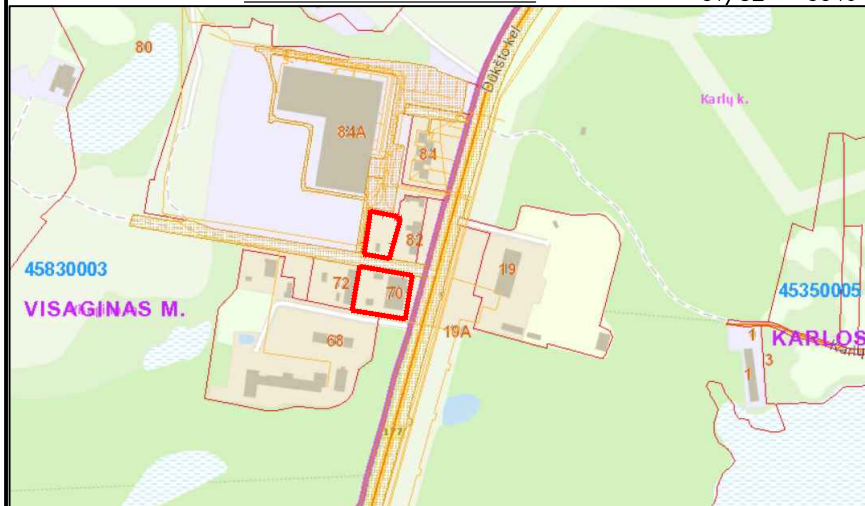 80
Dūkšto kel.
Karlų k.
84A
84
82
45830003
72
70
19
45350005
VISAGINAS M.
68
19A
1
KARLOS
3
1
177